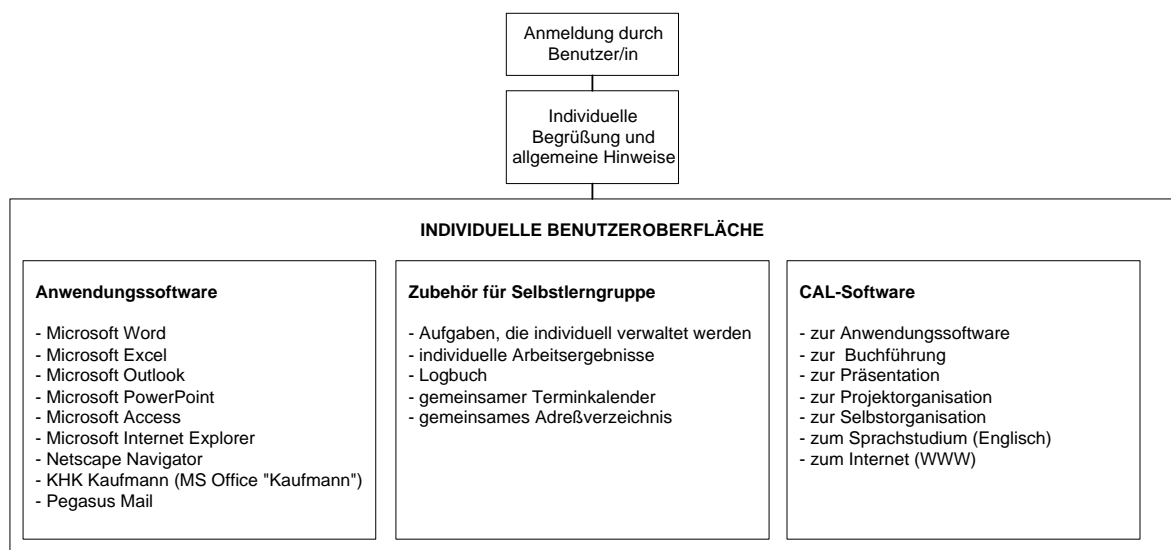 Anmeldung durch
Benutzer/in
Individuelle
Begrüßung und
allgemeine Hinweise
INDIVIDUELLE BENUTZEROBERFLÄCHE
Anwendungssoftware
- Microsoft Word
- Microsoft Excel
- Microsoft Outlook
- Microsoft PowerPoint
- Microsoft Access
- Microsoft Internet Explorer
- Netscape Navigator
- KHK Kaufmann (MS Office "Kaufmann")
- Pegasus Mail
Zubehör für Selbstlerngruppe
- Aufgaben, die individuell verwaltet werden
- individuelle Arbeitsergebnisse
- Logbuch
- gemeinsamer Terminkalender
- gemeinsames Adreßverzeichnis
CAL-Software
- zur Anwendungssoftware
- zur  Buchführung
- zur Präsentation
- zur Projektorganisation
- zur Selbstorganisation
- zum Sprachstudium (Englisch)
- zum Internet (WWW)